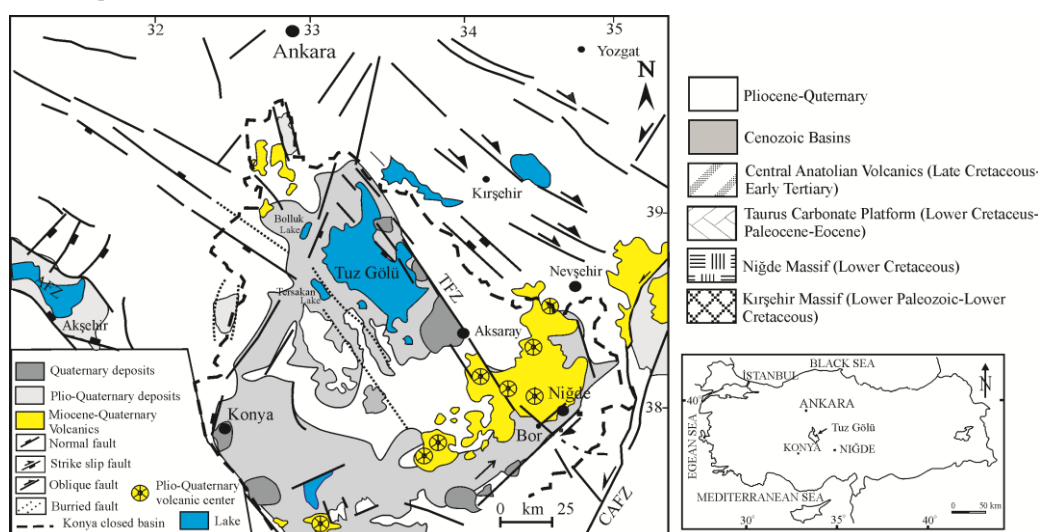 32
33
34
35
Ankara
Yozgat
N
Kırşehir
39
Bolluk
Lake
Tuz Gölü
Nevşehir
TFZ
Tersakan
Lake
AFZ
Akşehir
Aksaray
Niğde
38
Konya
Bor
CAFZ
0 km 25
Quaternary deposits
Plio-Quaternary deposits
Miocene-Quaternary
Volcanics
Normal fault
Strike slip fault
Oblique fault
Burried fault
Konya closed basin
Plio-Quaternary
volcanic center
Lake
Pliocene-Quternary
Cenozoic Basins
Central Anatolian Volcanics (Late Cretaceous-
Early Tertiary)
Taurus Carbonate Platform (Lower Cretaceus-
Paleocene-Eocene)
Niğde Massif (Lower Cretaceous)
Kırşehir Massif (Lower Paleozoic-Lower
Cretaceous)
BLACK SEA
İSTANBUL
N
40°
ANKARA
Tuz Gölü
KONYA
NIĞDE
EGEAN SEA
MEDITERRANEAN SEA
0 50 km
30°
35°
40°